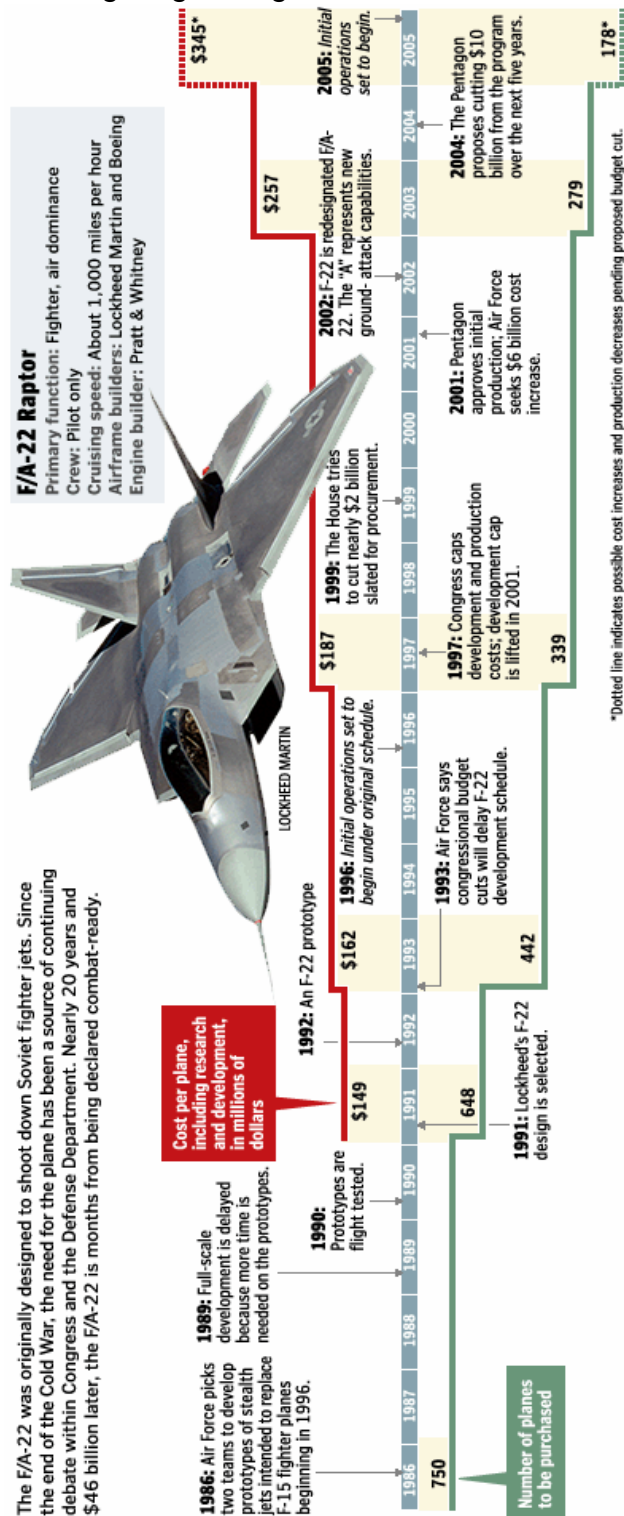 The F/A-22 was originally designed to shoot down Soviet fighter jets. Since
the end of the Cold War, the need for the plane has been a source of continuing
debate within Congress and the Defense Department. Nearly 20 years and
$46 billion later, the F/A-22 is months from being declared combat-ready.
F/A-22 Raptor
Primary function: Fighter, air dominance
Crew: Pilot only
Cruising speed: About 1,000 miles per hour
Airframe builders: Lockheed Martin and Boeing
Engine builder: Pratt & Whitney
LOCKHEED MARTIN
Cost per plane,
including research
and development,
in millions of
dollars
$149
$162
$187
$257
$345*
1986: Air Force picks
two teams to develop
prototypes of stealth
jets intended to replace
F-15 fighter planes
beginning in 1996.
1989: Full-scale
development is delayed
because more time is
needed on the prototypes.
1990:
Prototypes are
flight tested.
1992: An F-22 prototype
1996: Initial operations set to
begin under original schedule.
1999: The House tries
to cut nearly $2 billion
slated for procurement.
2002: F-22 is redesignated F/A-
22. The "A" represents new
ground- attack capabilities.
2005: Initial
operations
set to begin.
1986
1987
1988
1989
1990
1991
1992
1993
1994
1995
1996
1997
1998
1999
2000
2001
2002
2003
2004
2005
1991: Lockheed's F-22
design is selected.
1993: Air Force says
congressional budget
cuts will delay F-22
development schedule.
1997: Congress caps
development and production
costs; development cap
is lifted in 2001.
2001: Pentagon
approves initial
production; Air Force
seeks $6 billion cost
increase.
2004: The Pentagon
proposes cutting $10
billion from the program
over the next five years.
750
648
442
339
279
178*
Number of planes
to be purchased
*Dotted line indicates possible cost increases and production decreases pending proposed budget cut.